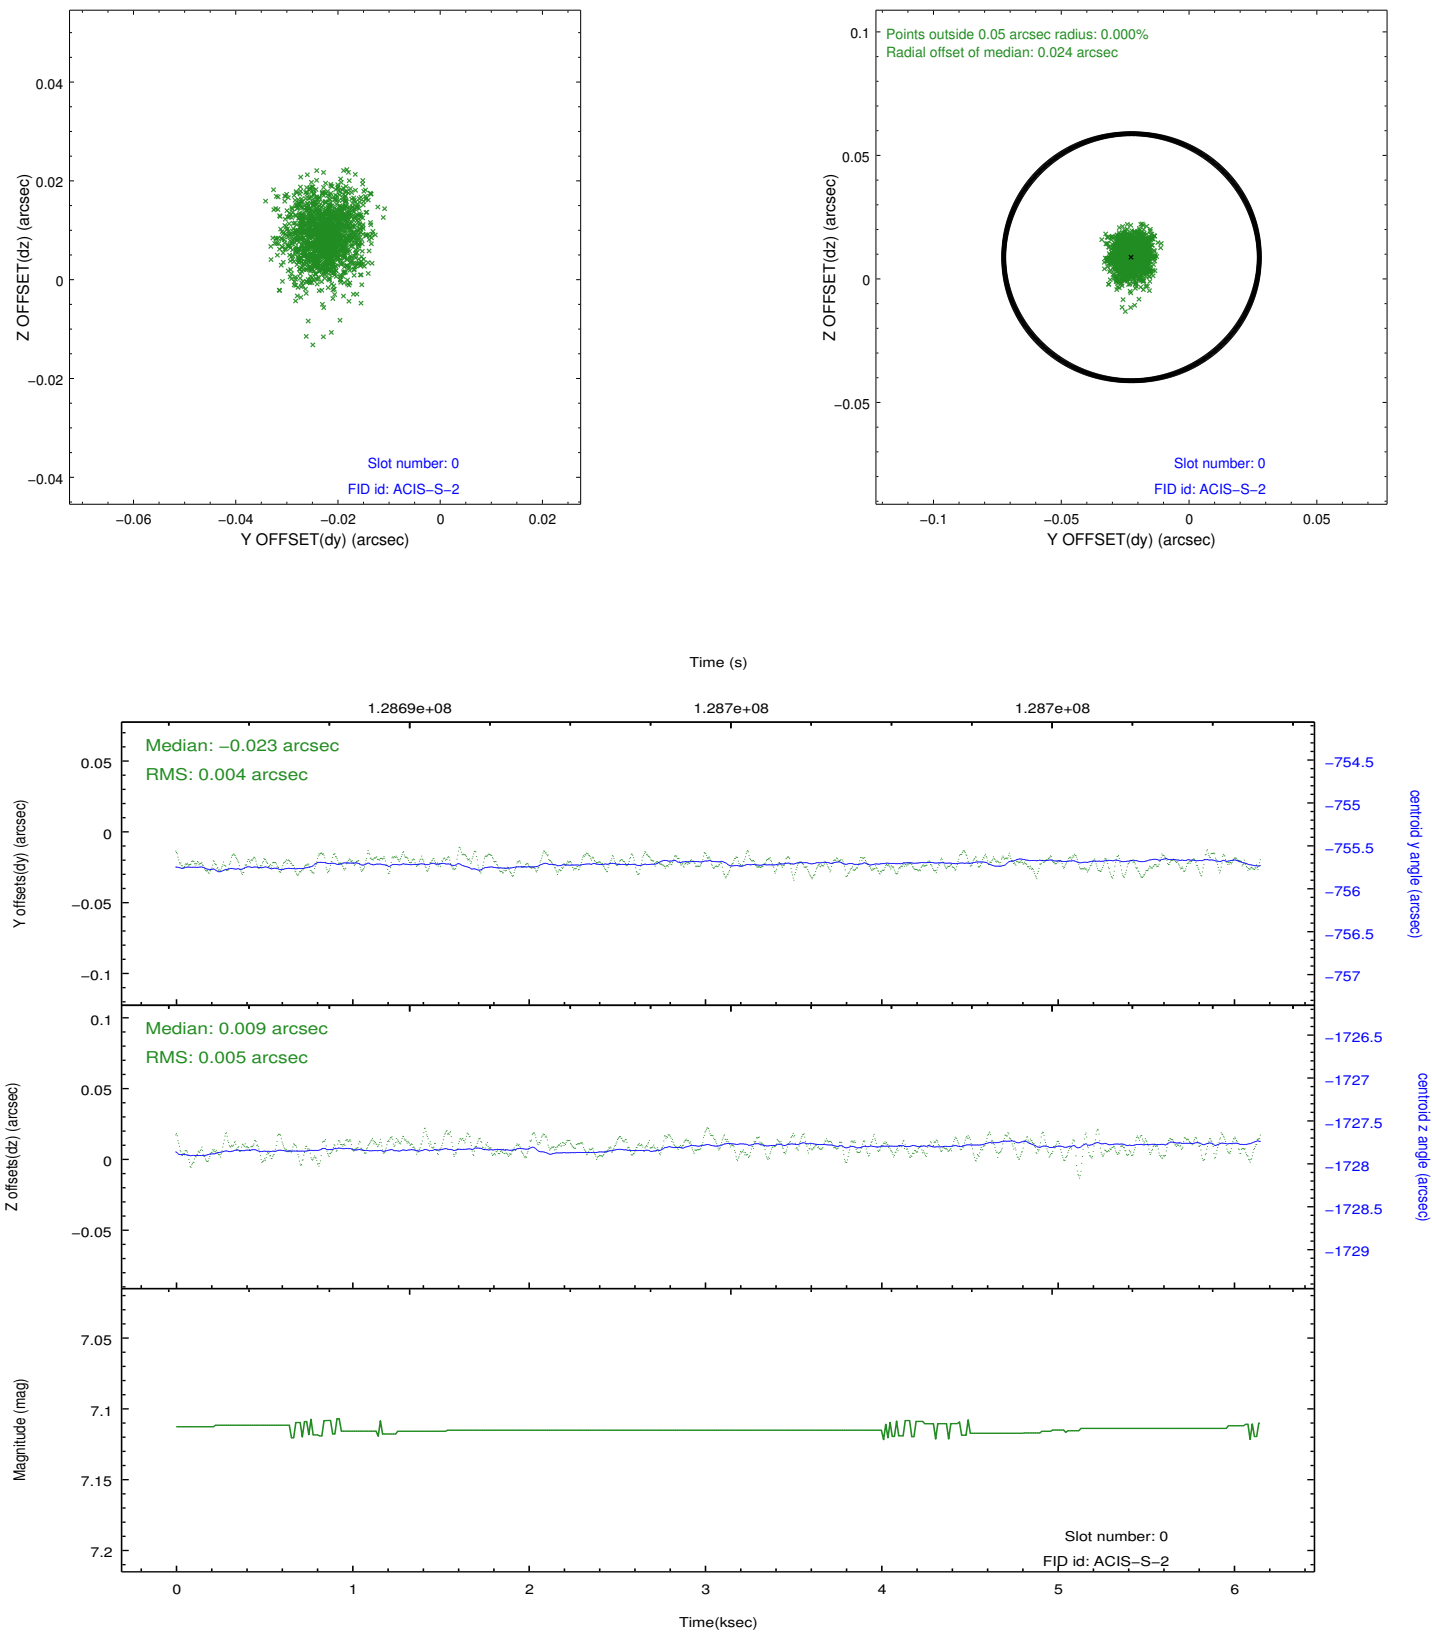 0.04
0.02
0
−0.02
−0.04
Z OFFSET(dz) (arcsec)
Slot number: 0
FID id: ACIS−S−2
−0.06
−0.04
−0.02
0
0.02
Y OFFSET(dy) (arcsec)
Points outside 0.05 arcsec radius: 0.000%
Radial offset of median: 0.024 arcsec
0.1
0.05
0
−0.05
Z OFFSET(dz) (arcsec)
Slot number: 0
FID id: ACIS−S−2
−0.1
−0.05
0
0.05
Y OFFSET(dy) (arcsec)
Time (s)
1.2869e+08
1.287e+08
1.287e+08
Median: −0.023 arcsec
RMS: 0.004 arcsec
0.05
0
−0.05
−0.1
Y offsets(dy) (arcsec)
−754.5
−755
−755.5
−756
−756.5
−757
centroid y angle (arcsec)
Median: 0.009 arcsec
RMS: 0.005 arcsec
0.1
0.05
0
−0.05
Z offsets(dz) (arcsec)
−1726.5
−1727
−1727.5
−1728
−1728.5
−1729
centroid z angle (arcsec)
7.05
7.1
7.15
7.2
Magnitude (mag)
Slot number: 0
FID id: ACIS−S−2
0
1
2
3
4
5
6
Time(ksec)